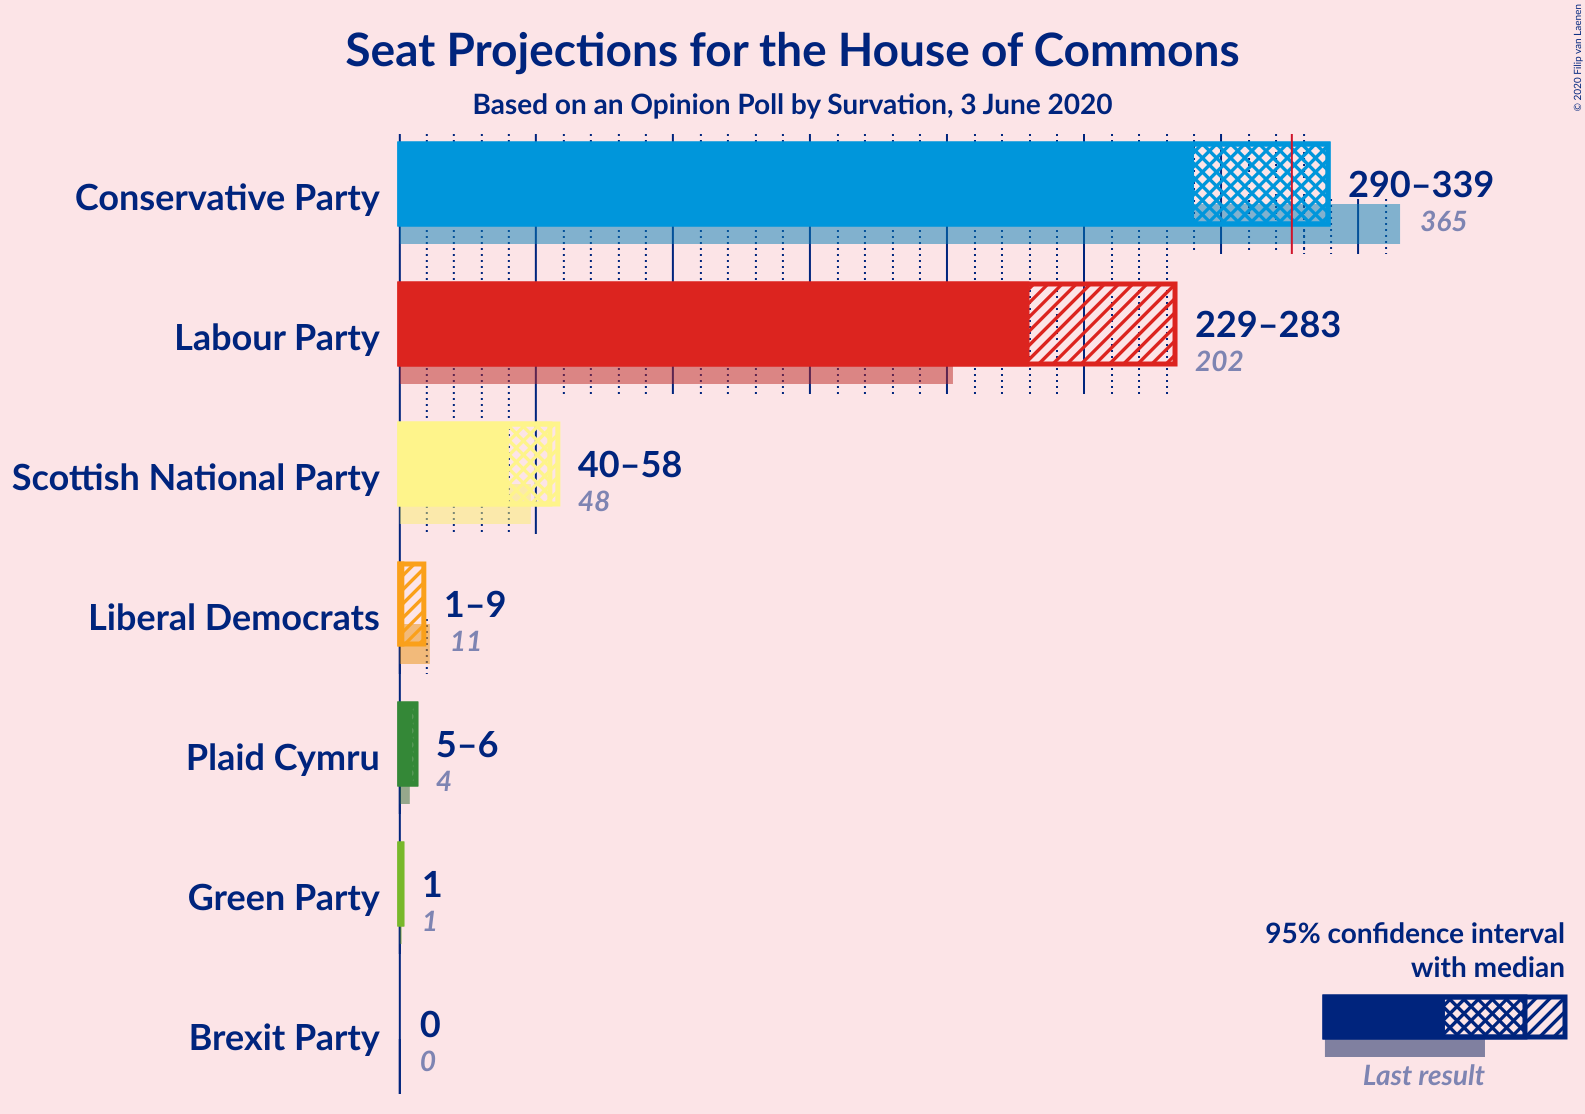 Seat Projections for the House of Commons
Based on an Opinion Poll by Survation, 3 June 2020
© 2020 Filip van Laenen
Conservative Party
290–339
365
Labour Party
229–283
202
Scottish National Party
40–58
48
Liberal Democrats
1–9
11
Plaid Cymru
5–6
4
Green Party
1
1
Brexit Party
0
0
95% confidence interval
with median
Last result